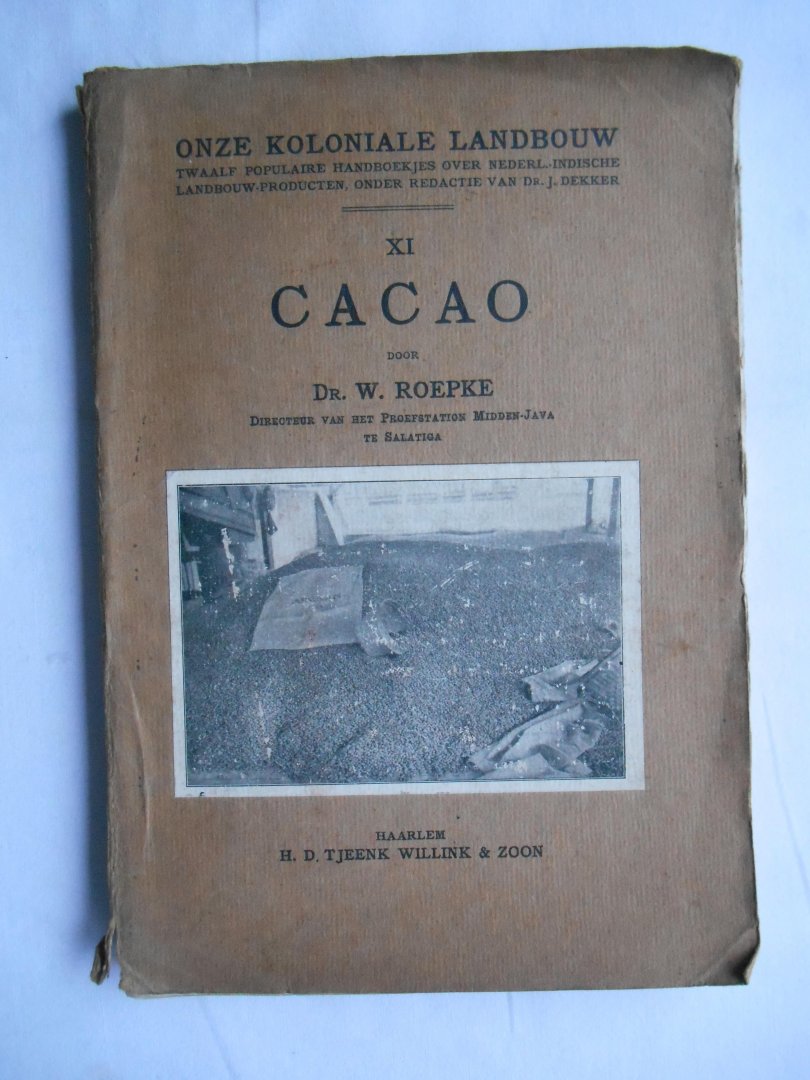 ONZE KOLONIALE LANDBOUW
TWAALF POPULAIRE HANDBOEKJES OVER NEDERL.-INDISCHE
LANDBOUW-PRODUCTEN, ONDER REDACTIE VAN DR. J. DEKKER
XI
CACAO
DOOR
DR. W. ROEPKE
DIRECTEUR VAN HET PROEFSTATION MIDDEN-JAVA
TE SALATIGA
HAARLEM
H. D. TJEENK WILLINK & ZOON